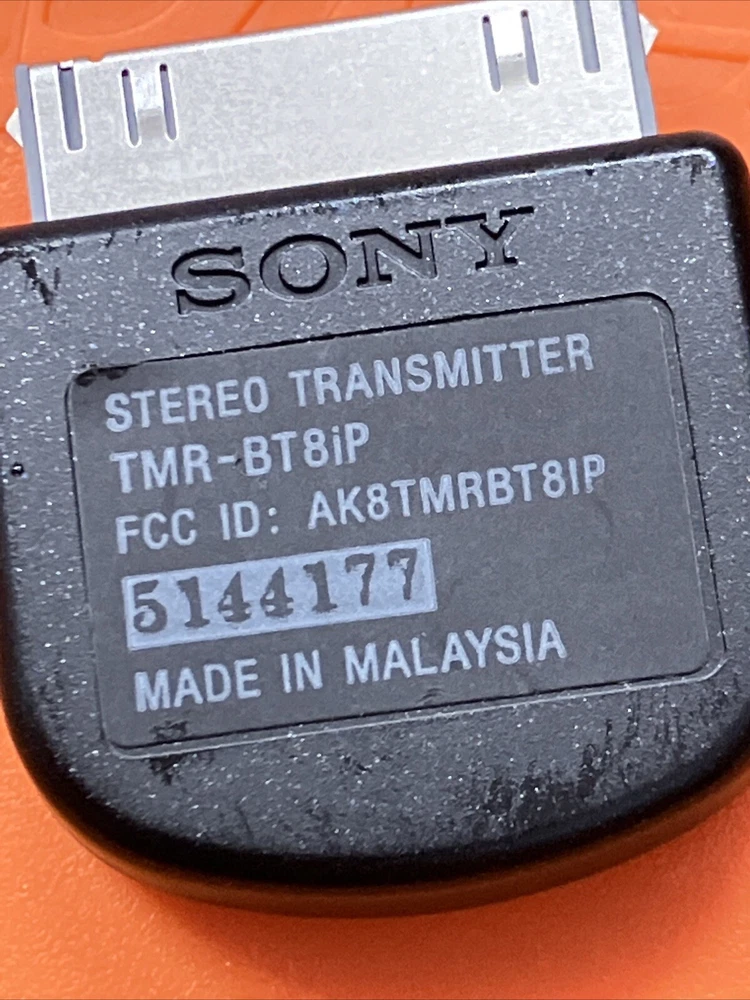 SONY
STEREO TRANSMITTER
TMR-BT8iP
FCC ID: AK8TMRBT8IP
5144177
MADE IN MALAYSIA